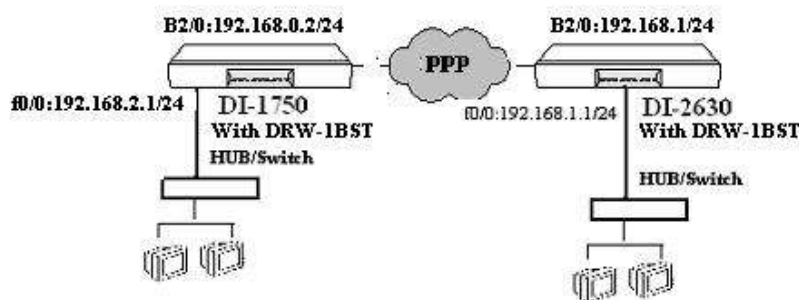 B2/0:192.168.0.2/24
B2/0:192.168.1/24
PPP
f0/0:192.168.2.1/24
DI-1750
With DRW-1BST
HUB/Switch
f0/0:192.168.1.1/24
DI-2630
With DRW-1BST
HUB/Switch